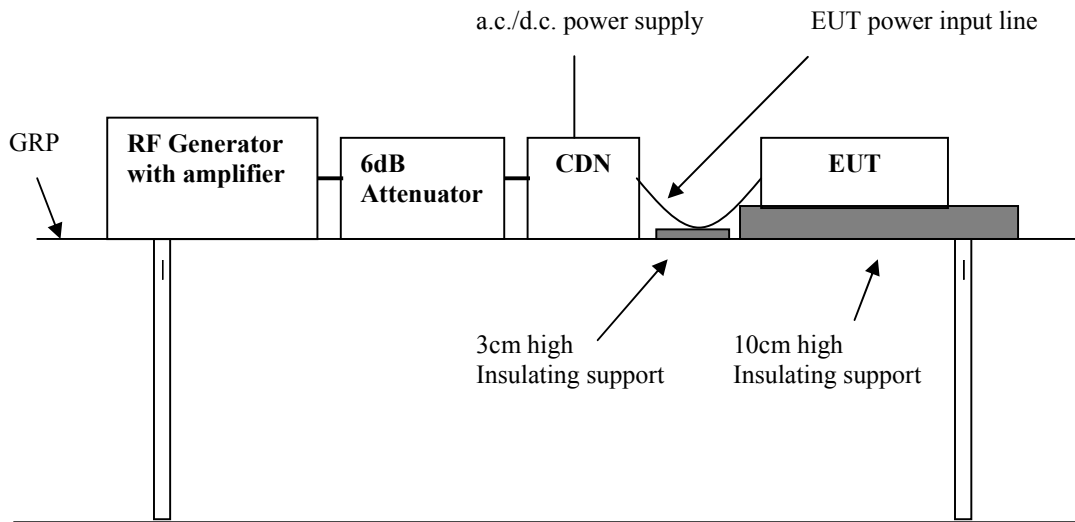 a.c./d.c. power supply
EUT power input line
GRP
RF Generator
with amplifier
6dB
Attenuator
CDN
EUT
3cm high
Insulating support
10cm high
Insulating support